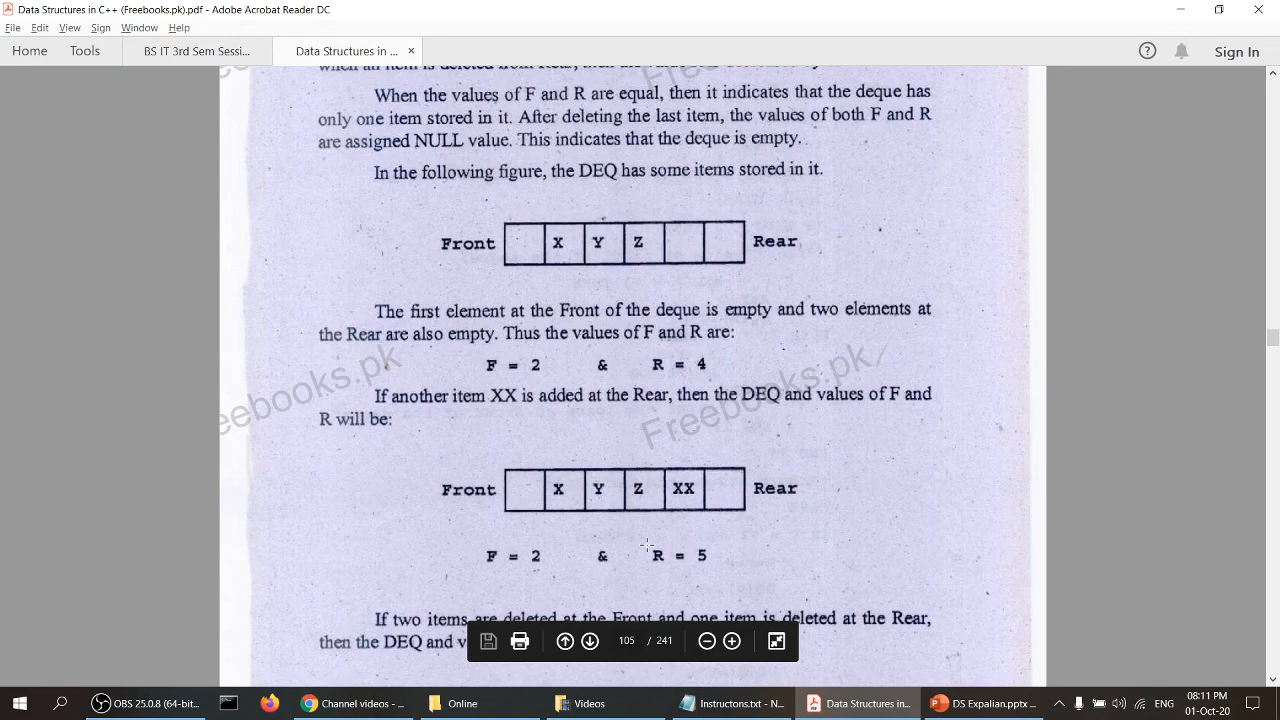 Data Structures in C++ (Freebooks.pk).pdf - Adobe Acrobat Reader DC
File Edit View Sign Window Help
Home Tools BS IT 3rd Sem Sessi... Data Structures in ... × Sign In
When the values of F and R are equal, then it indicates that the deque has
only one item stored in it. After deleting the last item, the values of both F and R
are assigned NULL value. This indicates that the deque is empty.
In the following figure, the DEQ has some items stored in it.
Front X Y Z Rear
The first element at the Front of the deque is empty and two elements at
the Rear are also empty. Thus the values of F and R are:
F = 2 & R = 4
If another item XX is added at the Rear, then the DEQ and values of F and
R will be:
Freebooks.pk
Front X Y Z XX Rear
F = 2 & R = 5
If two items are deleted at the Front and one item is deleted at the Rear,
then the DEQ and v
105 / 241
OBS 25.0.8 (64-bit... Channel videos - ... Online Videos Instructons.txt - N... Data Structures in... DS Expalian.pptx ...
08:11 PM
01-Oct-20